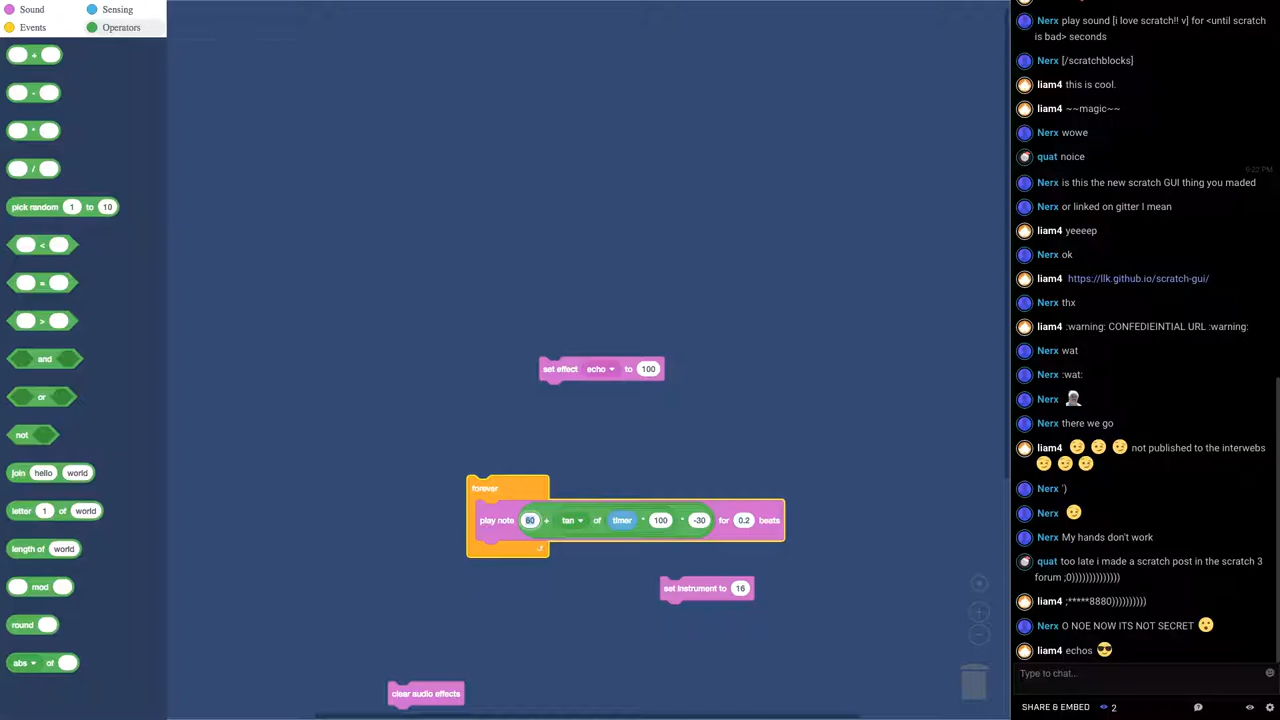 Sound
Sensing
Events
Operators
+
-
*
/
pick random 1 to 10
<
=
>
and
or
not
join hello world
letter 1 of world
length of world
mod
round
abs of
set effect echo to 100
forever
play note 60 + tan of timer * 100 * -30 for 0.2 beats
set instrument to 16
clear audio effects
Nerx play sound [i love scratch!! v] for <until scratch
is bad> seconds
Nerx [/scratchblocks]
liam4 this is cool.
liam4 ~~magic~~
Nerx wowe
quat noice
9:22 PM
Nerx is this the new scratch GUI thing you maded
Nerx or linked on gitter I mean
liam4 yeeeep
Nerx ok
liam4 https://llk.github.io/scratch-gui/
Nerx thx
liam4 :warning: CONFEDIEINTIAL URL :warning:
Nerx wat
Nerx :wat:
Nerx
Nerx there we go
liam4 😏 😏 😏 not published to the interwebs
😏 😏 😏
Nerx ')
Nerx 😏
Nerx My hands don't work
quat too late i made a scratch post in the scratch 3
forum ;0)))))))))))))
liam4 ;*****8880))))))))))
Nerx O NOE NOW ITS NOT SECRET 😮
liam4 echos 😎
Type to chat...
SHARE & EMBED 2